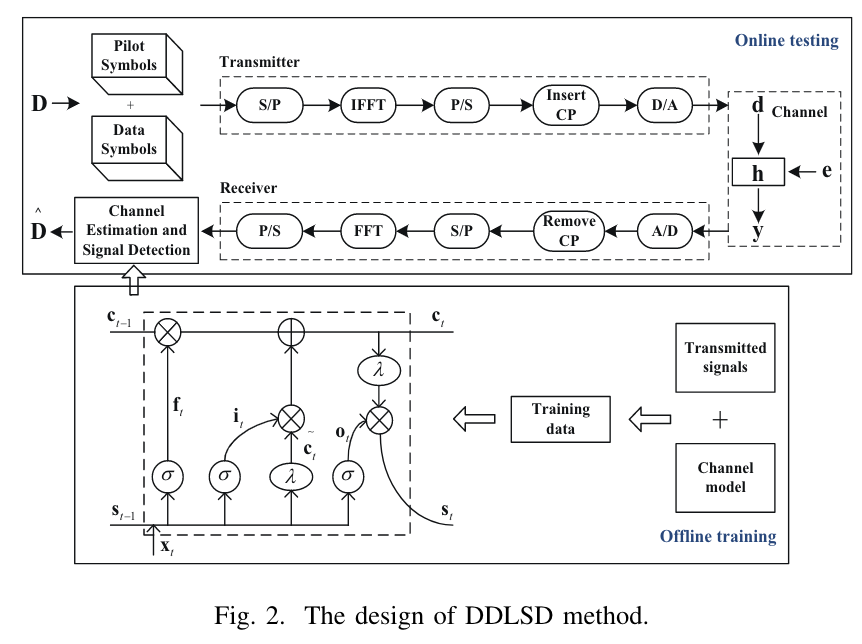 Online testing
Pilot
Symbols
D
+
Data
Symbols
Transmitter
S/P
IFFT
P/S
Insert
CP
D/A
d
Channel
h
e
y
Receiver
D̂
Channel
Estimation and
Signal Detection
P/S
FFT
S/P
Remove
CP
A/D
c_{t−1}
c_t
λ
f_t
i_t
c̃_t
o_t
σ
σ
λ
σ
s_{t−1}
s_t
x_t
Training
data
Transmitted
signals
+
Channel
model
Offline training
Fig. 2. The design of DDLSD method.